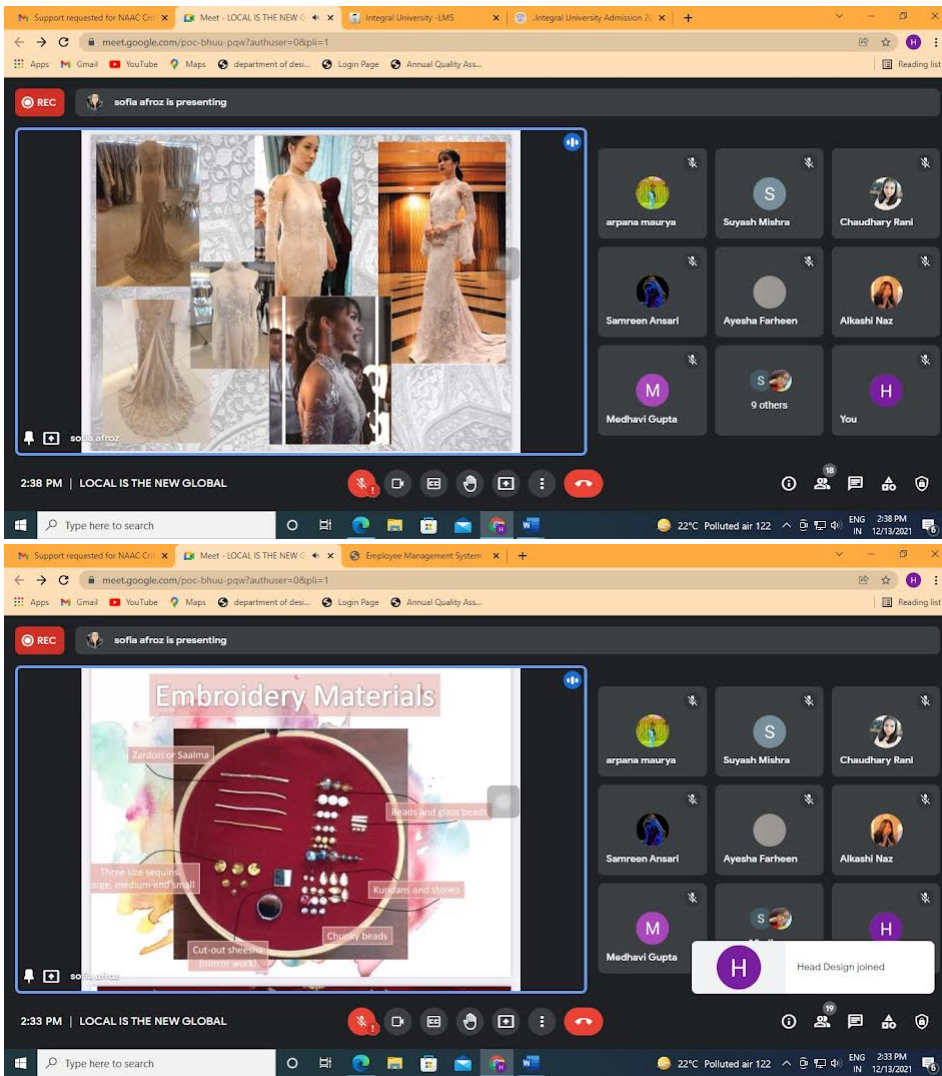 Support requested for NAAC Crit
Meet - LOCAL IS THE NEW G
Integral University -LMS
.:Integral University Admission 20
meet.google.com/poc-bhuu-pqw?authuser=0&pli=1
Apps Gmail YouTube Maps department of desi... Login Page Annual Quality Ass... Reading list
REC sofia afroz is presenting
arpana maurya
S
Suyash Mishra
Chaudhary Rani
Samreen Ansari
Ayesha Farheen
Alkashi Naz
M
Medhavi Gupta
S
9 others
H
You
sofia afroz
2:38 PM | LOCAL IS THE NEW GLOBAL
18
Type here to search
22°C Polluted air 122
ENG 2:38 PM
IN 12/13/2021
6
Support requested for NAAC Crit
Meet - LOCAL IS THE NEW G
Employee Management System
meet.google.com/poc-bhuu-pqw?authuser=0&pli=1
Apps Gmail YouTube Maps department of desi... Login Page Annual Quality Ass... Reading list
REC sofia afroz is presenting
Embroidery Materials
Zardozi or Saalma
Beads and glass beads
Three size sequins
large, medium and small
Kundans and stones
Chunky beads
Cut-out sheesha
(mirror work)
sofia afroz
arpana maurya
S
Suyash Mishra
Chaudhary Rani
Samreen Ansari
Ayesha Farheen
Alkashi Naz
M
Medhavi Gupta
S
H
H
Head Design joined
2:33 PM | LOCAL IS THE NEW GLOBAL
19
Type here to search
22°C Polluted air 122
ENG 2:33 PM
IN 12/13/2021
6